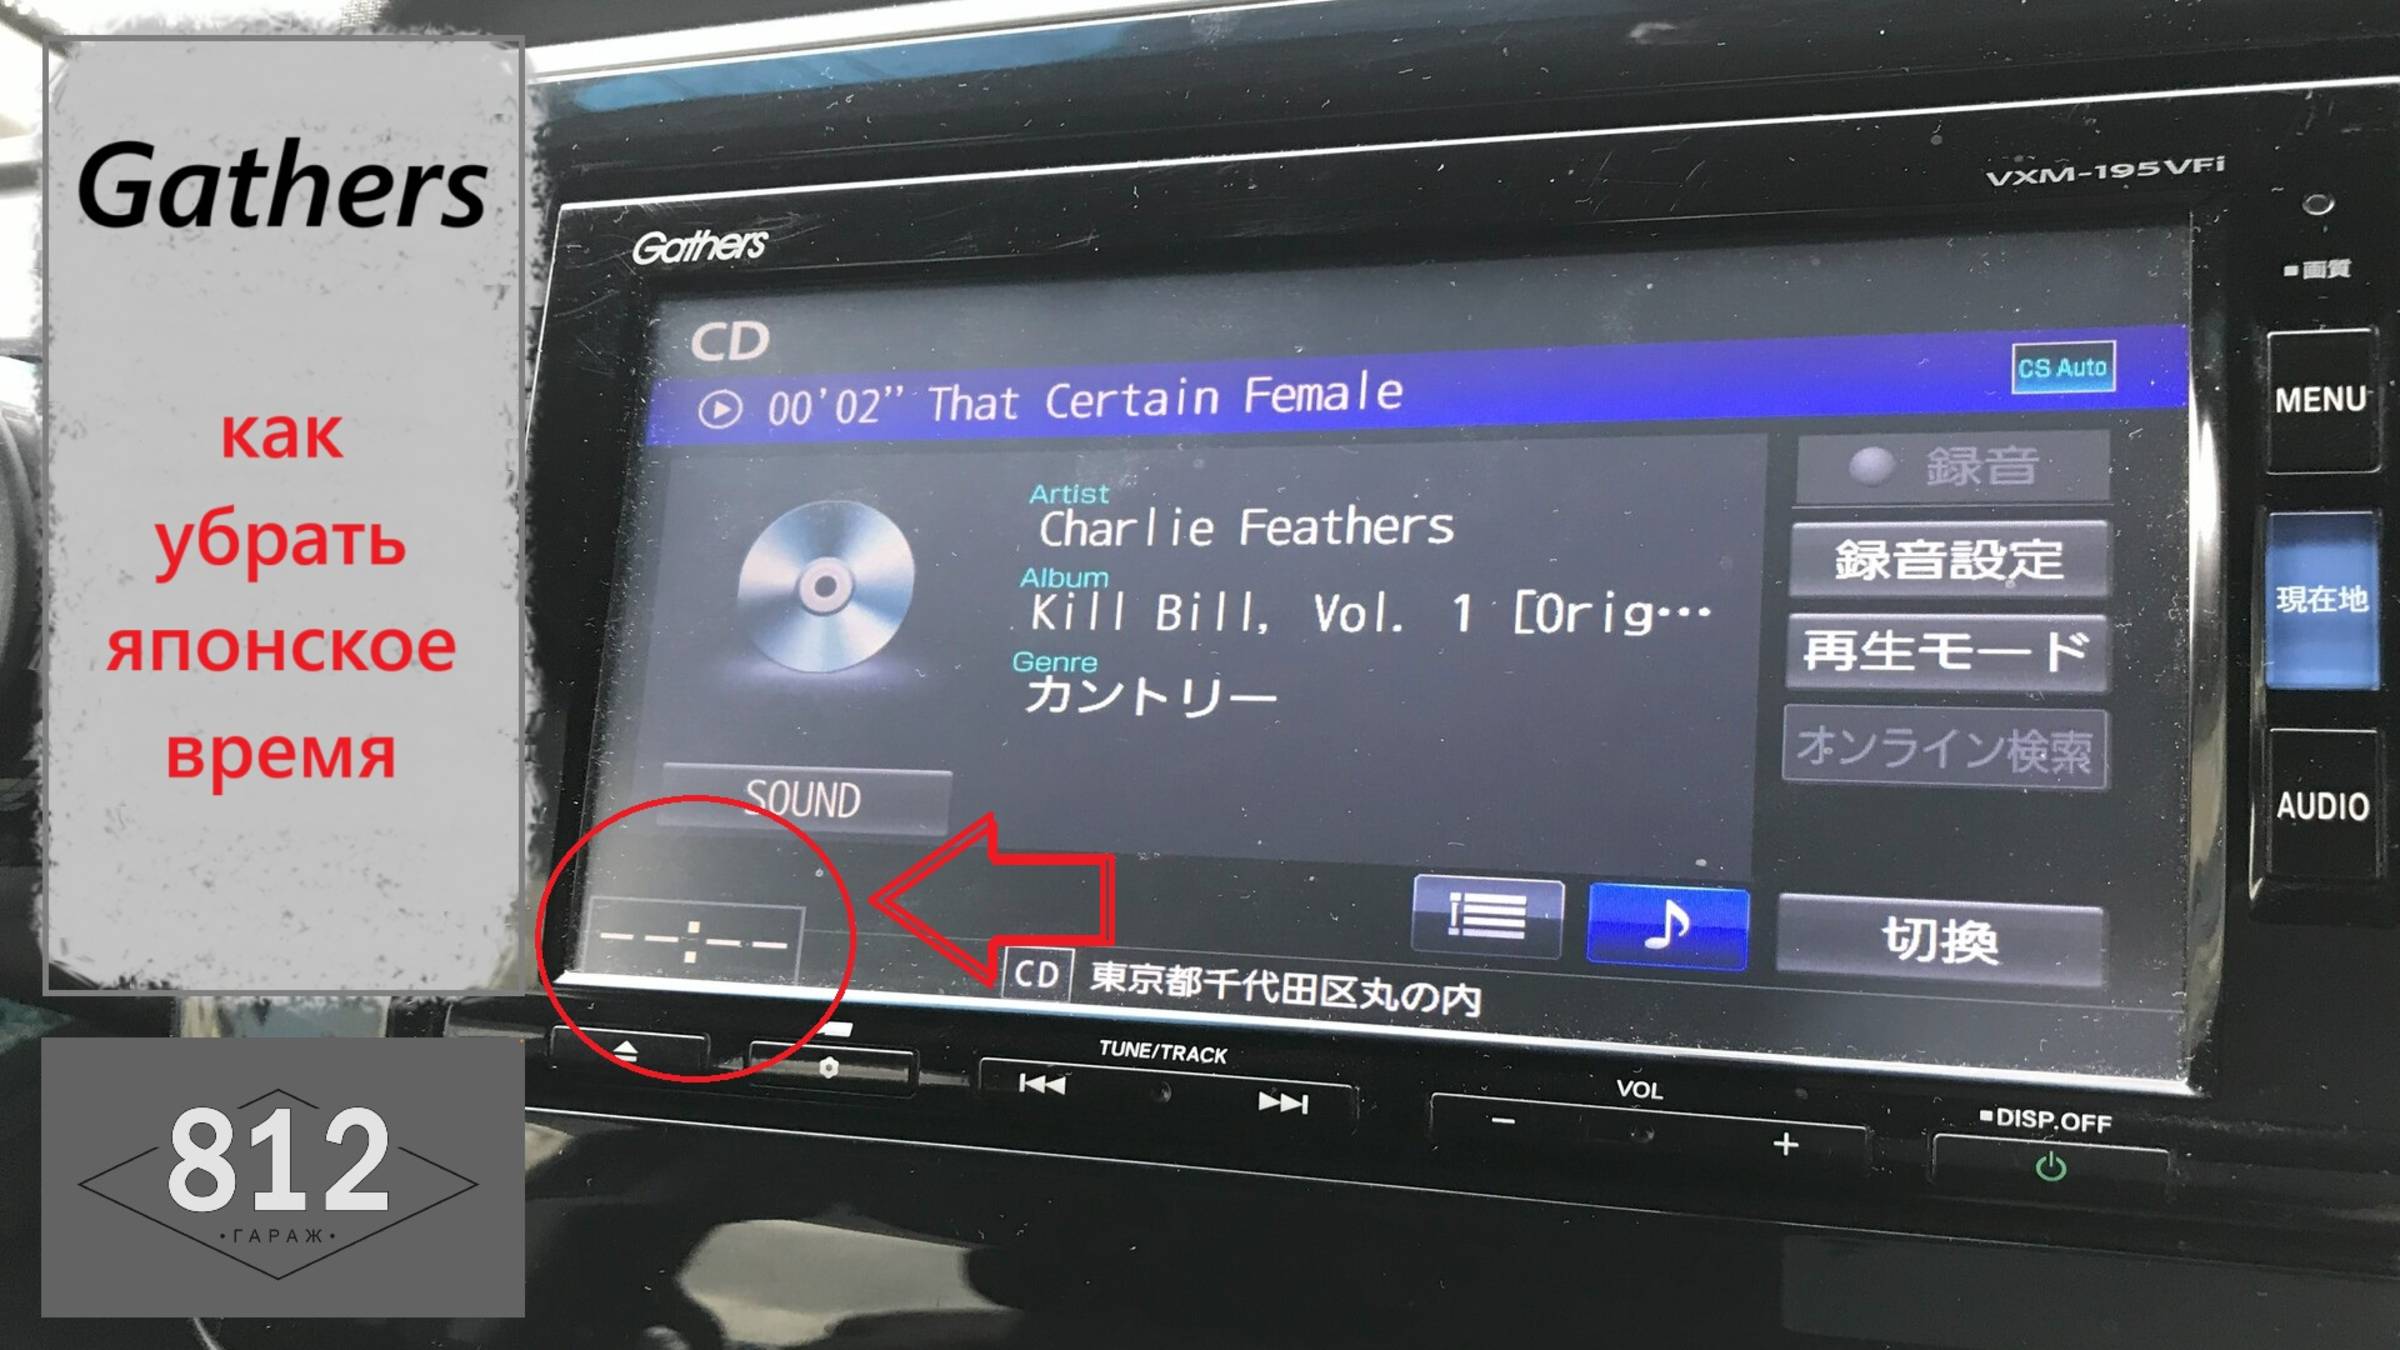 Gathers
как
убрать
японское
время
812
•ГАРАЖ•
VXM-195VFi
Gathers
■画質
CD
00'02” That Certain Female
CS Auto
MENU
Artist
Charlie Feathers
録音
Album
Kill Bill, Vol. 1 [Orig…
録音設定
現在地
Genre
カントリー
再生モード
オンライン検索
SOUND
AUDIO
--:--
切換
CD 東京都千代田区丸の内
TUNE/TRACK
VOL
− +
■DISP.OFF